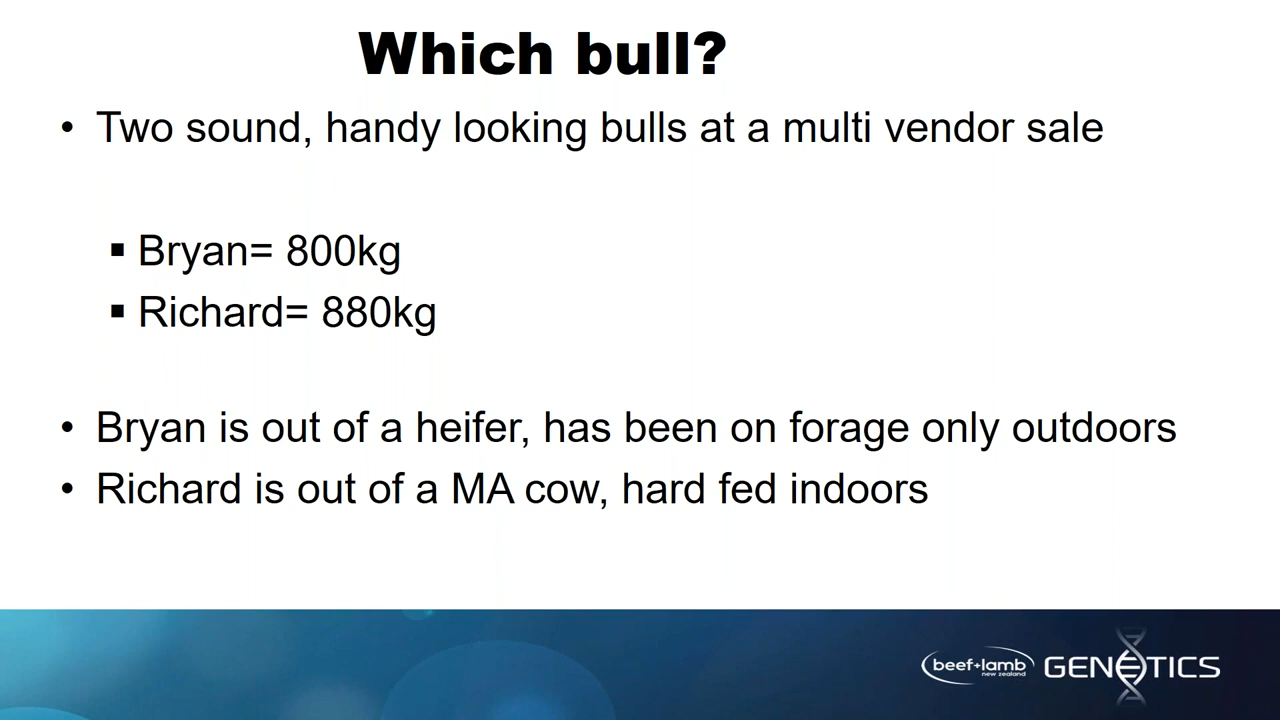 Which bull?
• Two sound, handy looking bulls at a multi vendor sale
▪ Bryan= 800kg
▪ Richard= 880kg
• Bryan is out of a heifer, has been on forage only outdoors
• Richard is out of a MA cow, hard fed indoors
beef+lamb
new zealand
GENETICS